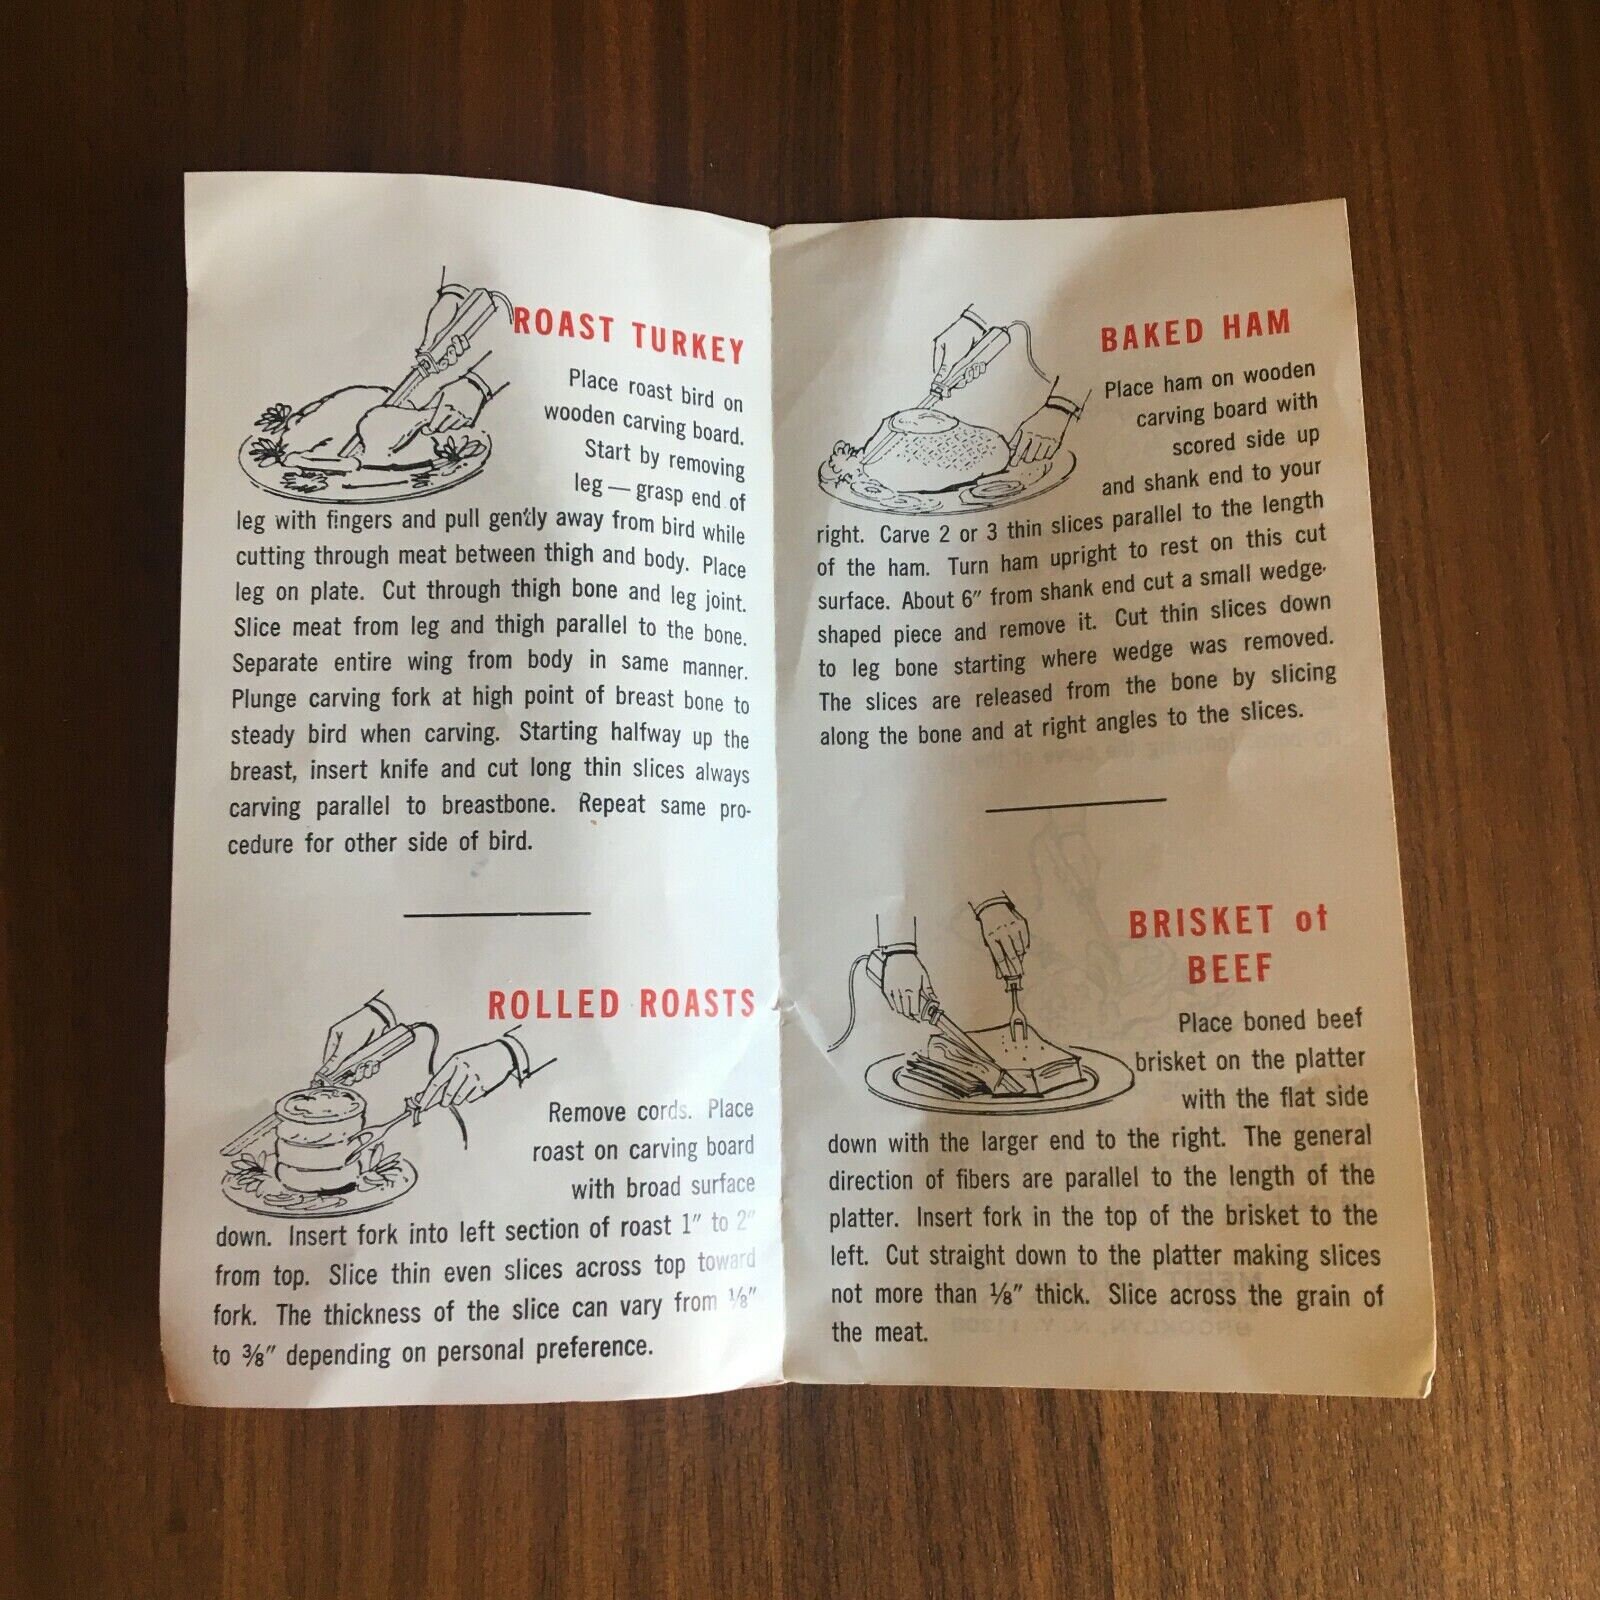 ROAST TURKEY
Place roast bird on
wooden carving board.
Start by removing
leg — grasp end of
leg with fingers and pull gently away from bird while
cutting through meat between thigh and body. Place
leg on plate. Cut through thigh bone and leg joint.
Slice meat from leg and thigh parallel to the bone.
Separate entire wing from body in same manner.
Plunge carving fork at high point of breast bone to
steady bird when carving. Starting halfway up the
breast, insert knife and cut long thin slices always
carving parallel to breastbone. Repeat same pro-
cedure for other side of bird.
ROLLED ROASTS
Remove cords. Place
roast on carving board
with broad surface
down. Insert fork into left section of roast 1" to 2"
from top. Slice thin even slices across top toward
fork. The thickness of the slice can vary from ⅛"
to ⅜" depending on personal preference.
BAKED HAM
Place ham on wooden
carving board with
scored side up
and shank end to your
right. Carve 2 or 3 thin slices parallel to the length
of the ham. Turn ham upright to rest on this cut
surface. About 6" from shank end cut a small wedge-
shaped piece and remove it. Cut thin slices down
to leg bone starting where wedge was removed.
The slices are released from the bone by slicing
along the bone and at right angles to the slices.
BRISKET of
BEEF
Place boned beef
brisket on the platter
with the flat side
down with the larger end to the right. The general
direction of fibers are parallel to the length of the
platter. Insert fork in the top of the brisket to the
left. Cut straight down to the platter making slices
not more than ⅛" thick. Slice across the grain of
the meat.